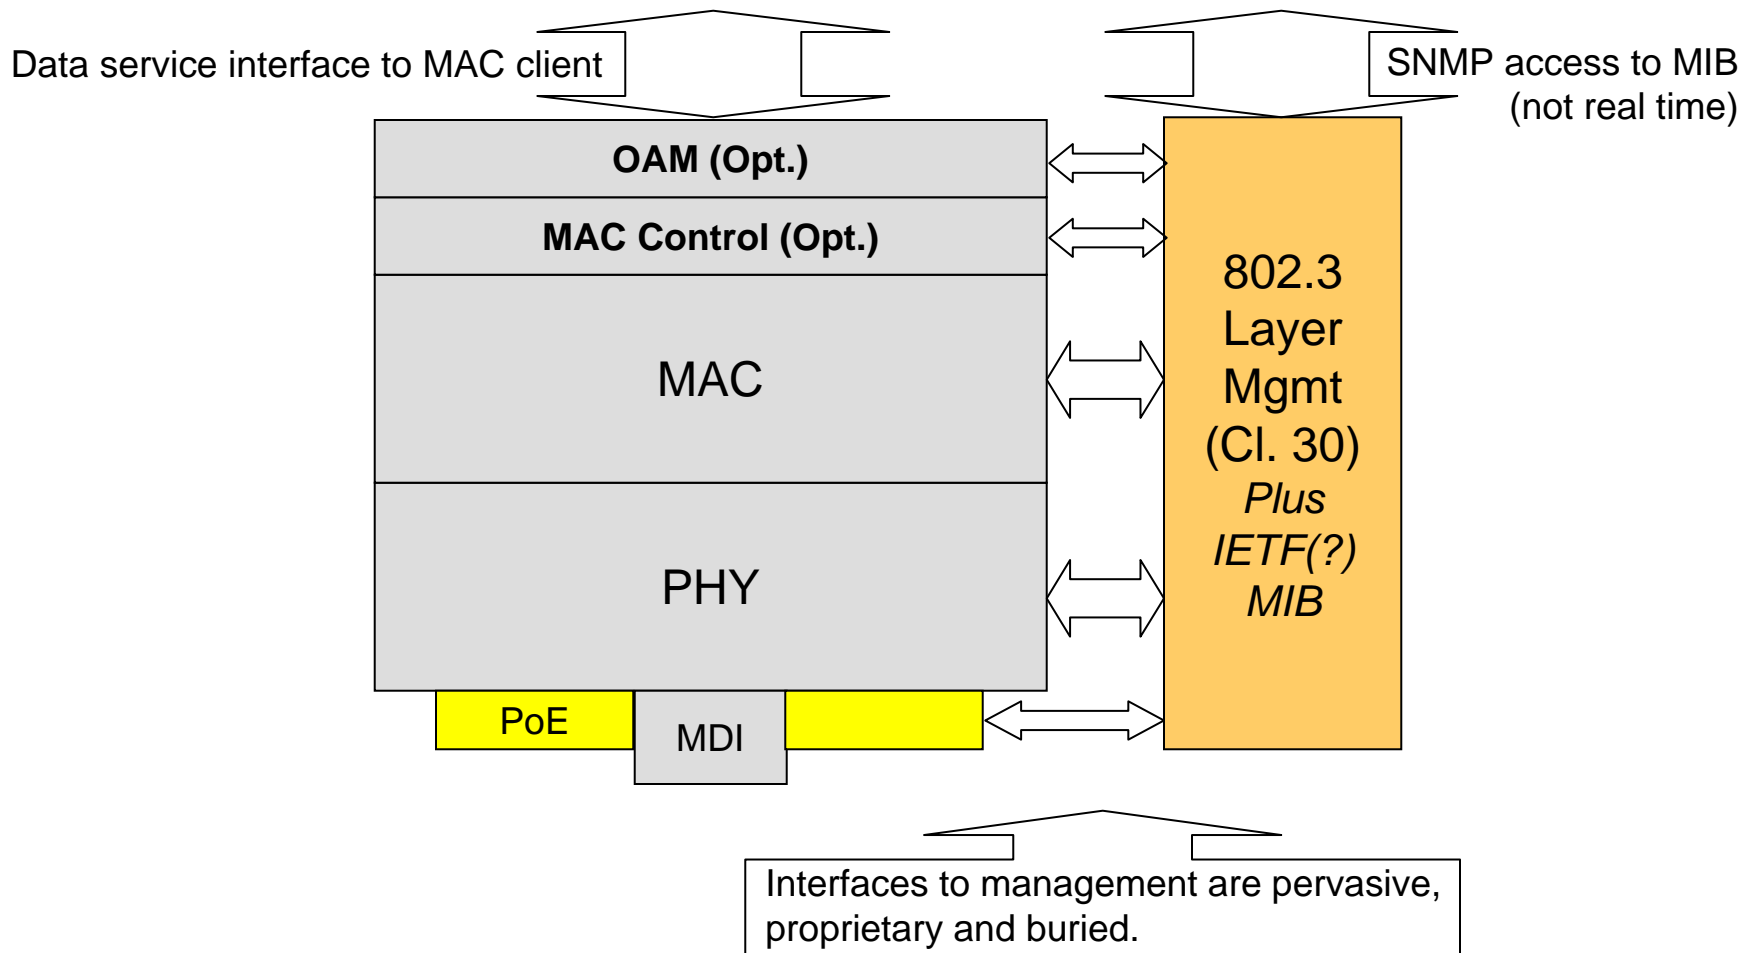 Data service interface to MAC client
SNMP access to MIB
(not real time)
OAM (Opt.)
MAC Control (Opt.)
MAC
PHY
PoE
MDI
802.3
Layer
Mgmt
(Cl. 30)
Plus
IETF(?)
MIB
Interfaces to management are pervasive,
proprietary and buried.